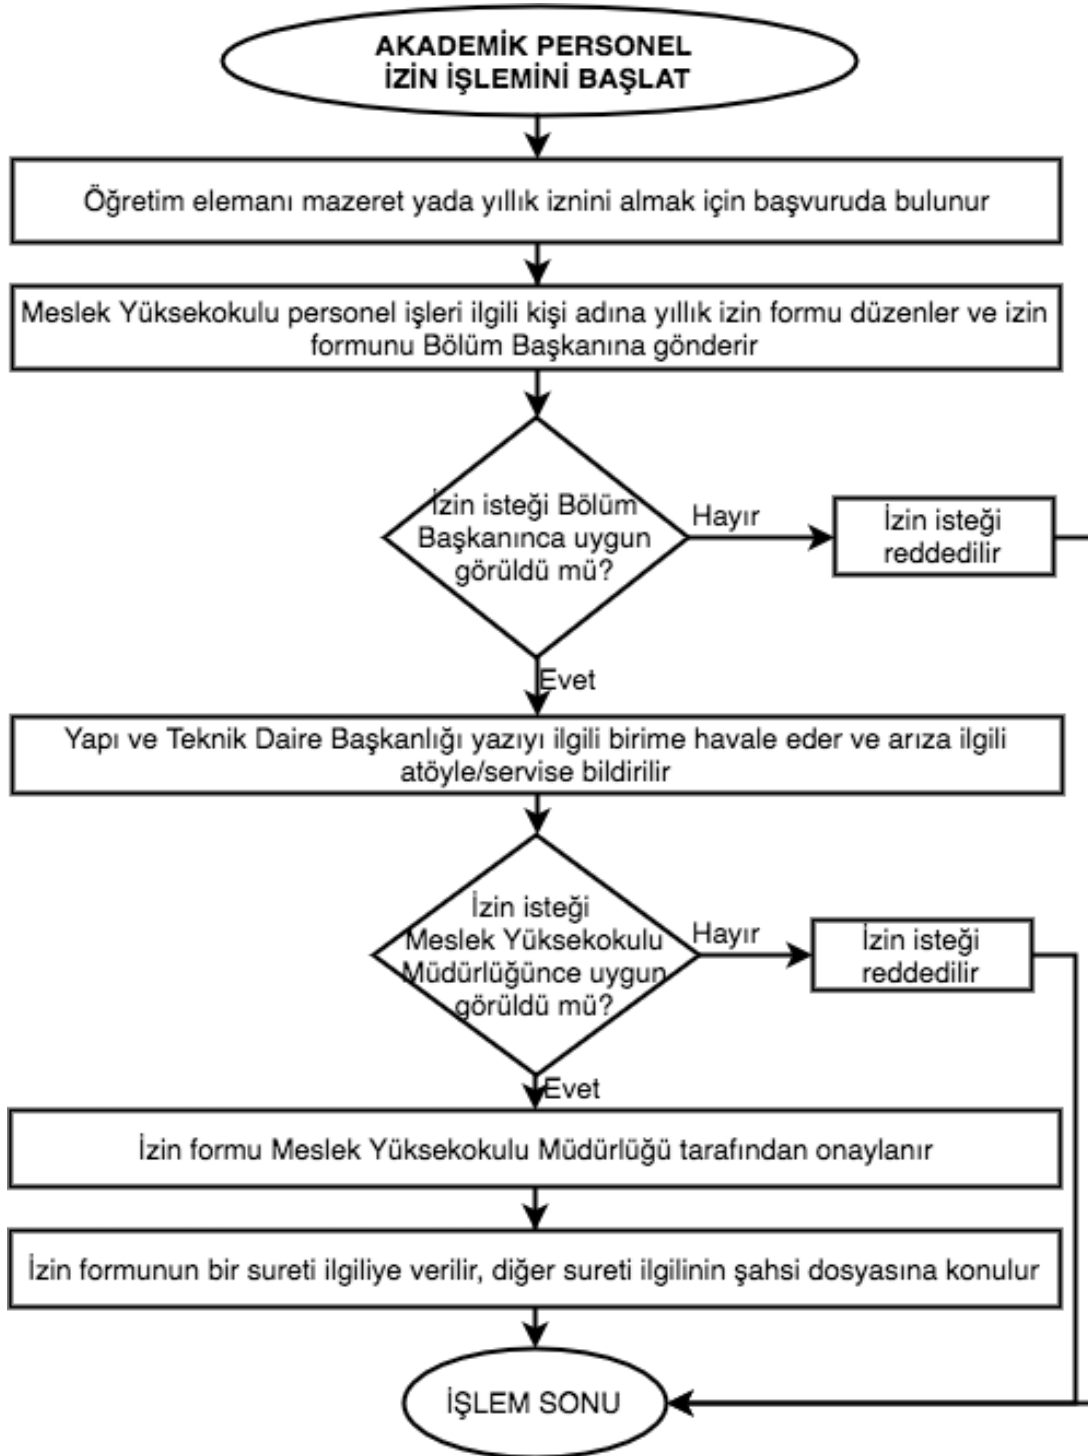 AKADEMİK PERSONEL
İZİN İŞLEMİNİ BAŞLAT
Öğretim elemanı mazeret yada yıllık iznini almak için başvuruda bulunur
Meslek Yüksekokulu personel işleri ilgili kişi adına yıllık izin formu düzenler ve izin
formunu Bölüm Başkanına gönderir
İzin isteği Bölüm
Başkanınca uygun
görüldü mü?
Hayır
İzin isteği
reddedilir
Evet
Yapı ve Teknik Daire Başkanlığı yazıyı ilgili birime havale eder ve arıza ilgili
atöyle/servise bildirilir
İzin isteği
Meslek Yüksekokulu
Müdürlüğünce uygun
görüldü mü?
Hayır
İzin isteği
reddedilir
Evet
İzin formu Meslek Yüksekokulu Müdürlüğü tarafından onaylanır
İzin formunun bir sureti ilgiliye verilir, diğer sureti ilgilinin şahsi dosyasına konulur
İŞLEM SONU